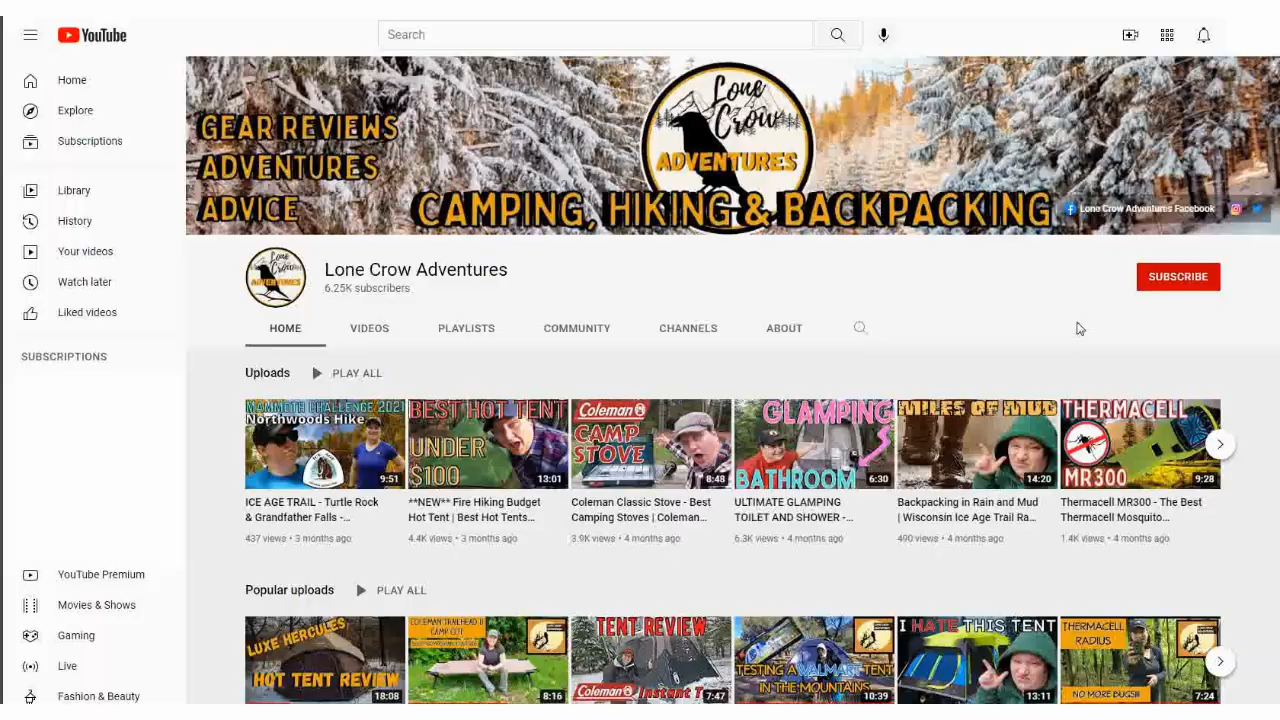 YouTube
Search
Home
Explore
Subscriptions
Library
History
Your videos
Watch later
Liked videos
SUBSCRIPTIONS
YouTube Premium
Movies & Shows
Gaming
Live
Fashion & Beauty
GEAR REVIEWS
ADVENTURES
ADVICE
Lone
Crow
ADVENTURES
CAMPING, HIKING & BACKPACKING
Lone Crow Adventures Facebook
Lone
Crow
ADVENTURES
Lone Crow Adventures
6.25K subscribers
SUBSCRIBE
HOME VIDEOS PLAYLISTS COMMUNITY CHANNELS ABOUT
Uploads PLAY ALL
MAMMOTH CHALLENGE 2021
Northwoods Hike
9:51
ICE AGE TRAIL - Turtle Rock
& Grandfather Falls -...
437 views • 3 months ago
BEST HOT TENT
UNDER
$100
13:01
**NEW** Fire Hiking Budget
Hot Tent | Best Hot Tents...
4.4K views • 3 months ago
Coleman
CAMP
STOVE
8:48
Coleman Classic Stove - Best
Camping Stoves | Coleman...
3.9K views • 4 months ago
GLAMPING
BATHROOM
6:30
ULTIMATE GLAMPING
TOILET AND SHOWER -...
6.3K views • 4 months ago
MILES OF MUD
14:20
Backpacking in Rain and Mud
| Wisconsin Ice Age Trail Ra...
490 views • 4 months ago
THERMACELL
MR300
9:28
Thermacell MR300 - The Best
Thermacell Mosquito...
1.4K views • 4 months ago
Popular uploads PLAY ALL
LUXE HERCULES
HOT TENT REVIEW
18:08
COLEMAN TRAILHEAD II
CAMP COT
8:16
TENT REVIEW
Coleman Instant T
7:47
TESTING A WALMART TENT
IN THE MOUNTAINS
10:39
I HATE THIS TENT
13:11
THERMACELL
RADIUS
NO MORE BUGS!!!
7:24